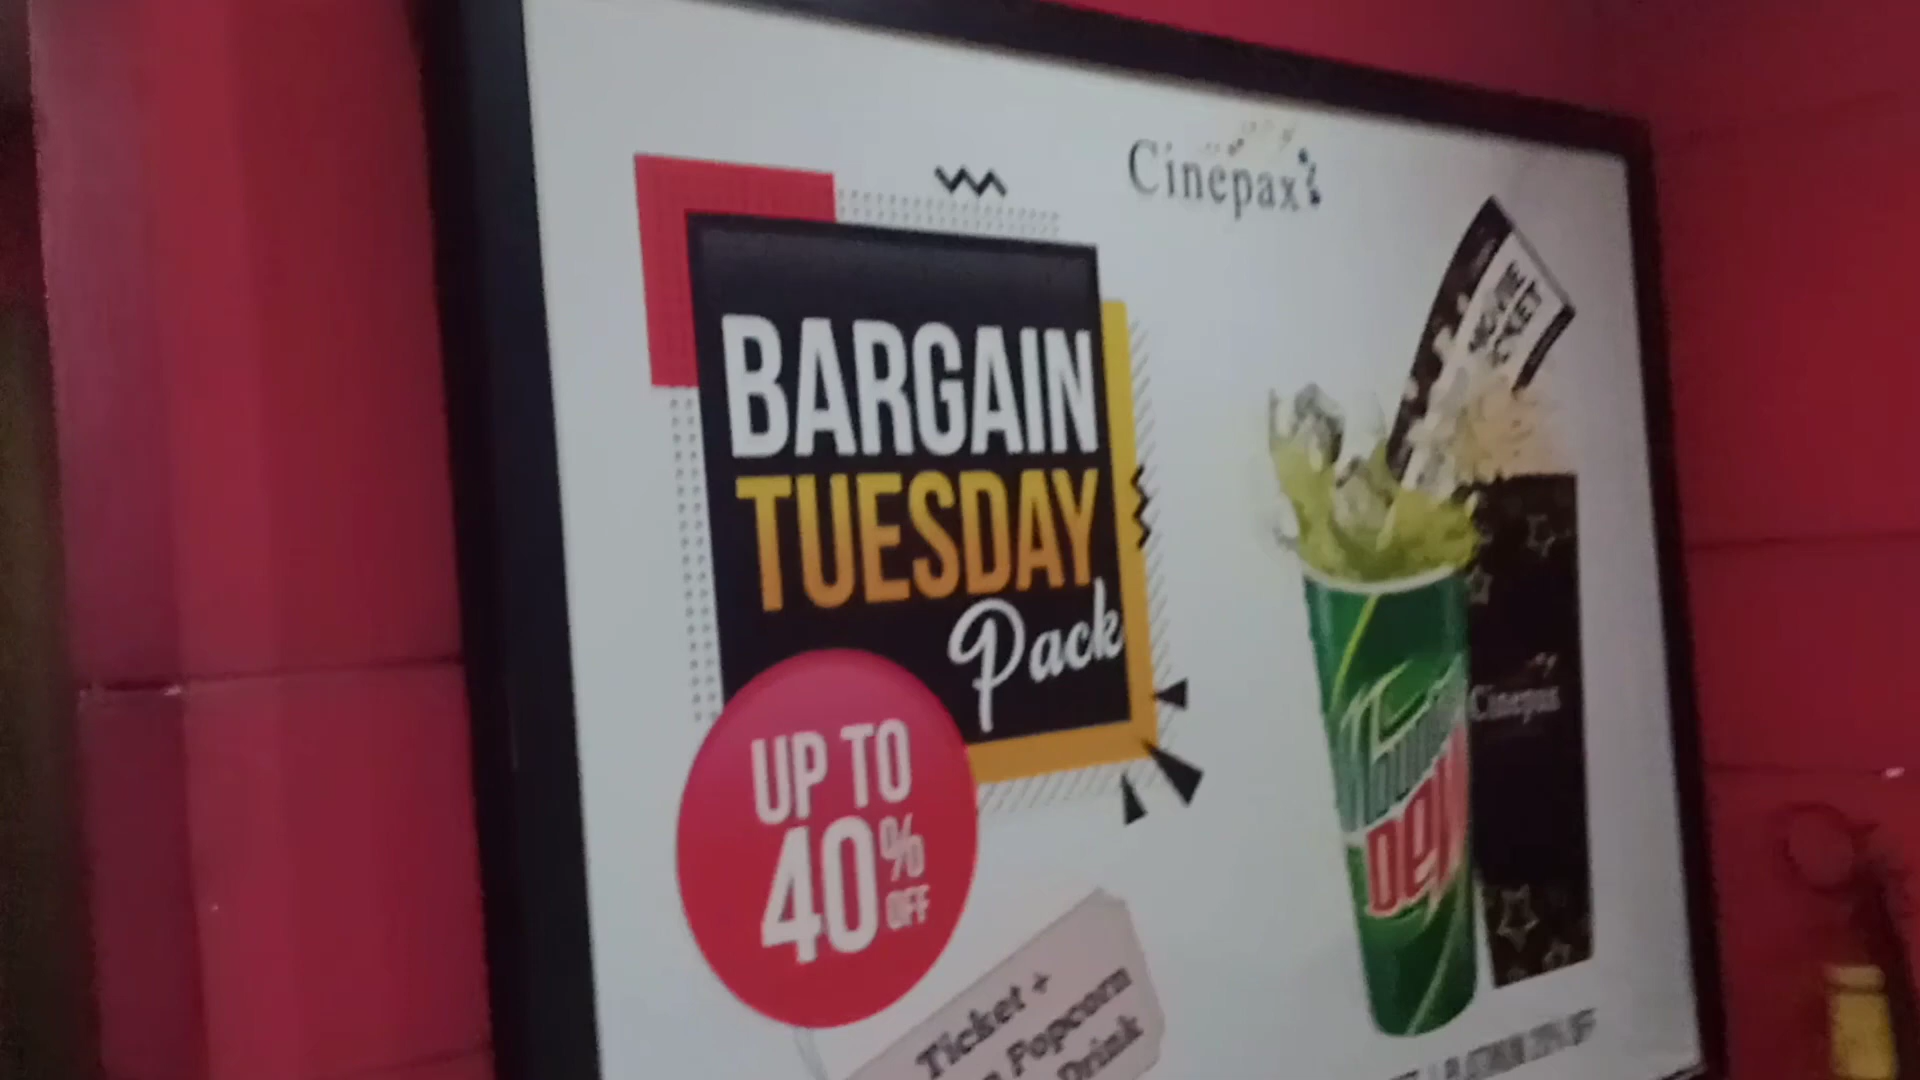 Cinepax
BARGAIN
TUESDAY
Pack
UP TO
40%
OFF
MOVIE
TICKET
Cinepax
Mountain
Dew
Ticket +
Popcorn
Drink